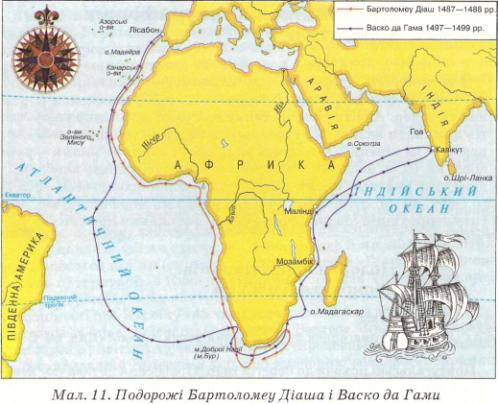 Бартоломеу Діаш 1487—1488 рр.
Васко да Гама 1497—1499 рр.
Азорські
о-ви
Лісабон
о.Мадейра
Канарські
о-ви
о-ви
Зеленого
Мису
Нігер
Ніл
АРАВІЯ
ІНДІЯ
Гоа
Калікут
о.Сокотра
о.Шрі-Ланка
АФРИКА
Конго
Екватор
АТЛАНТИЧНИЙ ОКЕАН
ІНДІЙСЬКИЙ
ОКЕАН
Малінді
Мозамбік
о.Мадагаскар
ПІВДЕННА АМЕРИКА
Південний
тропік
м.Доброї Надії
(м.Бур)
Мал. 11. Подорожі Бартоломеу Діаша і Васко да Гами